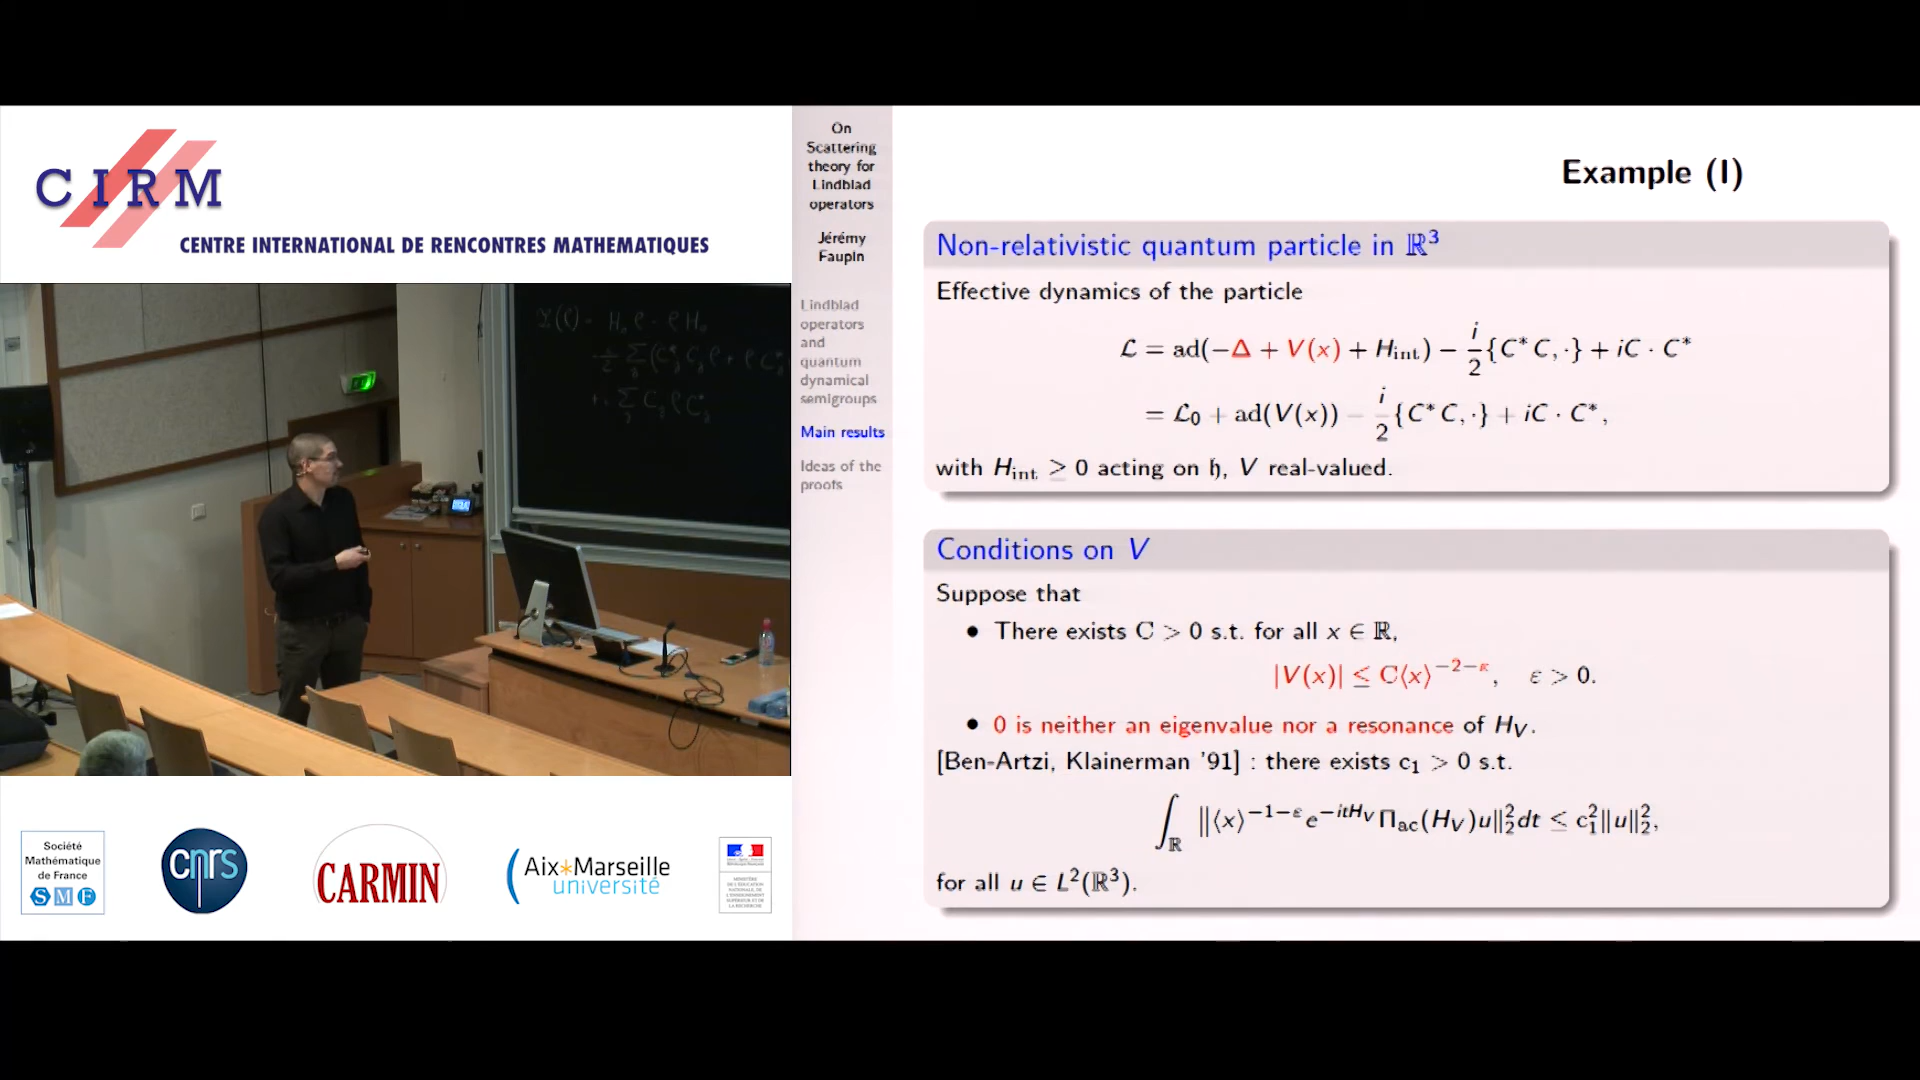 CIRM
CENTRE INTERNATIONAL DE RENCONTRES MATHEMATIQUES
Société
Mathématique
de France
SMF
cnrs
CARMIN
Aix*Marseille
université
On
Scattering
theory for
Lindblad
operators
Jérémy
Faupin
Lindblad
operators
and
quantum
dynamical
semigroups
Main results
Ideas of the
proofs
Example (I)
Non-relativistic quantum particle in ℝ³
Effective dynamics of the particle
ℒ = ad(−Δ + V(x) + H_int) − i/2 {C*C, ·} + iC · C*
= ℒ₀ + ad(V(x)) − i/2 {C*C, ·} + iC · C*,
with H_int ≥ 0 acting on 𝔥, V real-valued.
Conditions on V
Suppose that
• There exists C > 0 s.t. for all x ∈ ℝ,
|V(x)| ≤ C⟨x⟩^{−2−ε}, ε > 0.
• 0 is neither an eigenvalue nor a resonance of H_V.
[Ben-Artzi, Klainerman '91] : there exists c₁ > 0 s.t.
∫_ℝ ‖⟨x⟩^{−1−ε} e^{−itH_V} Π_ac(H_V)u‖₂² dt ≤ c₁²‖u‖₂²,
for all u ∈ L²(ℝ³).